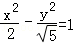 x²/2 − y²/√5 = 1